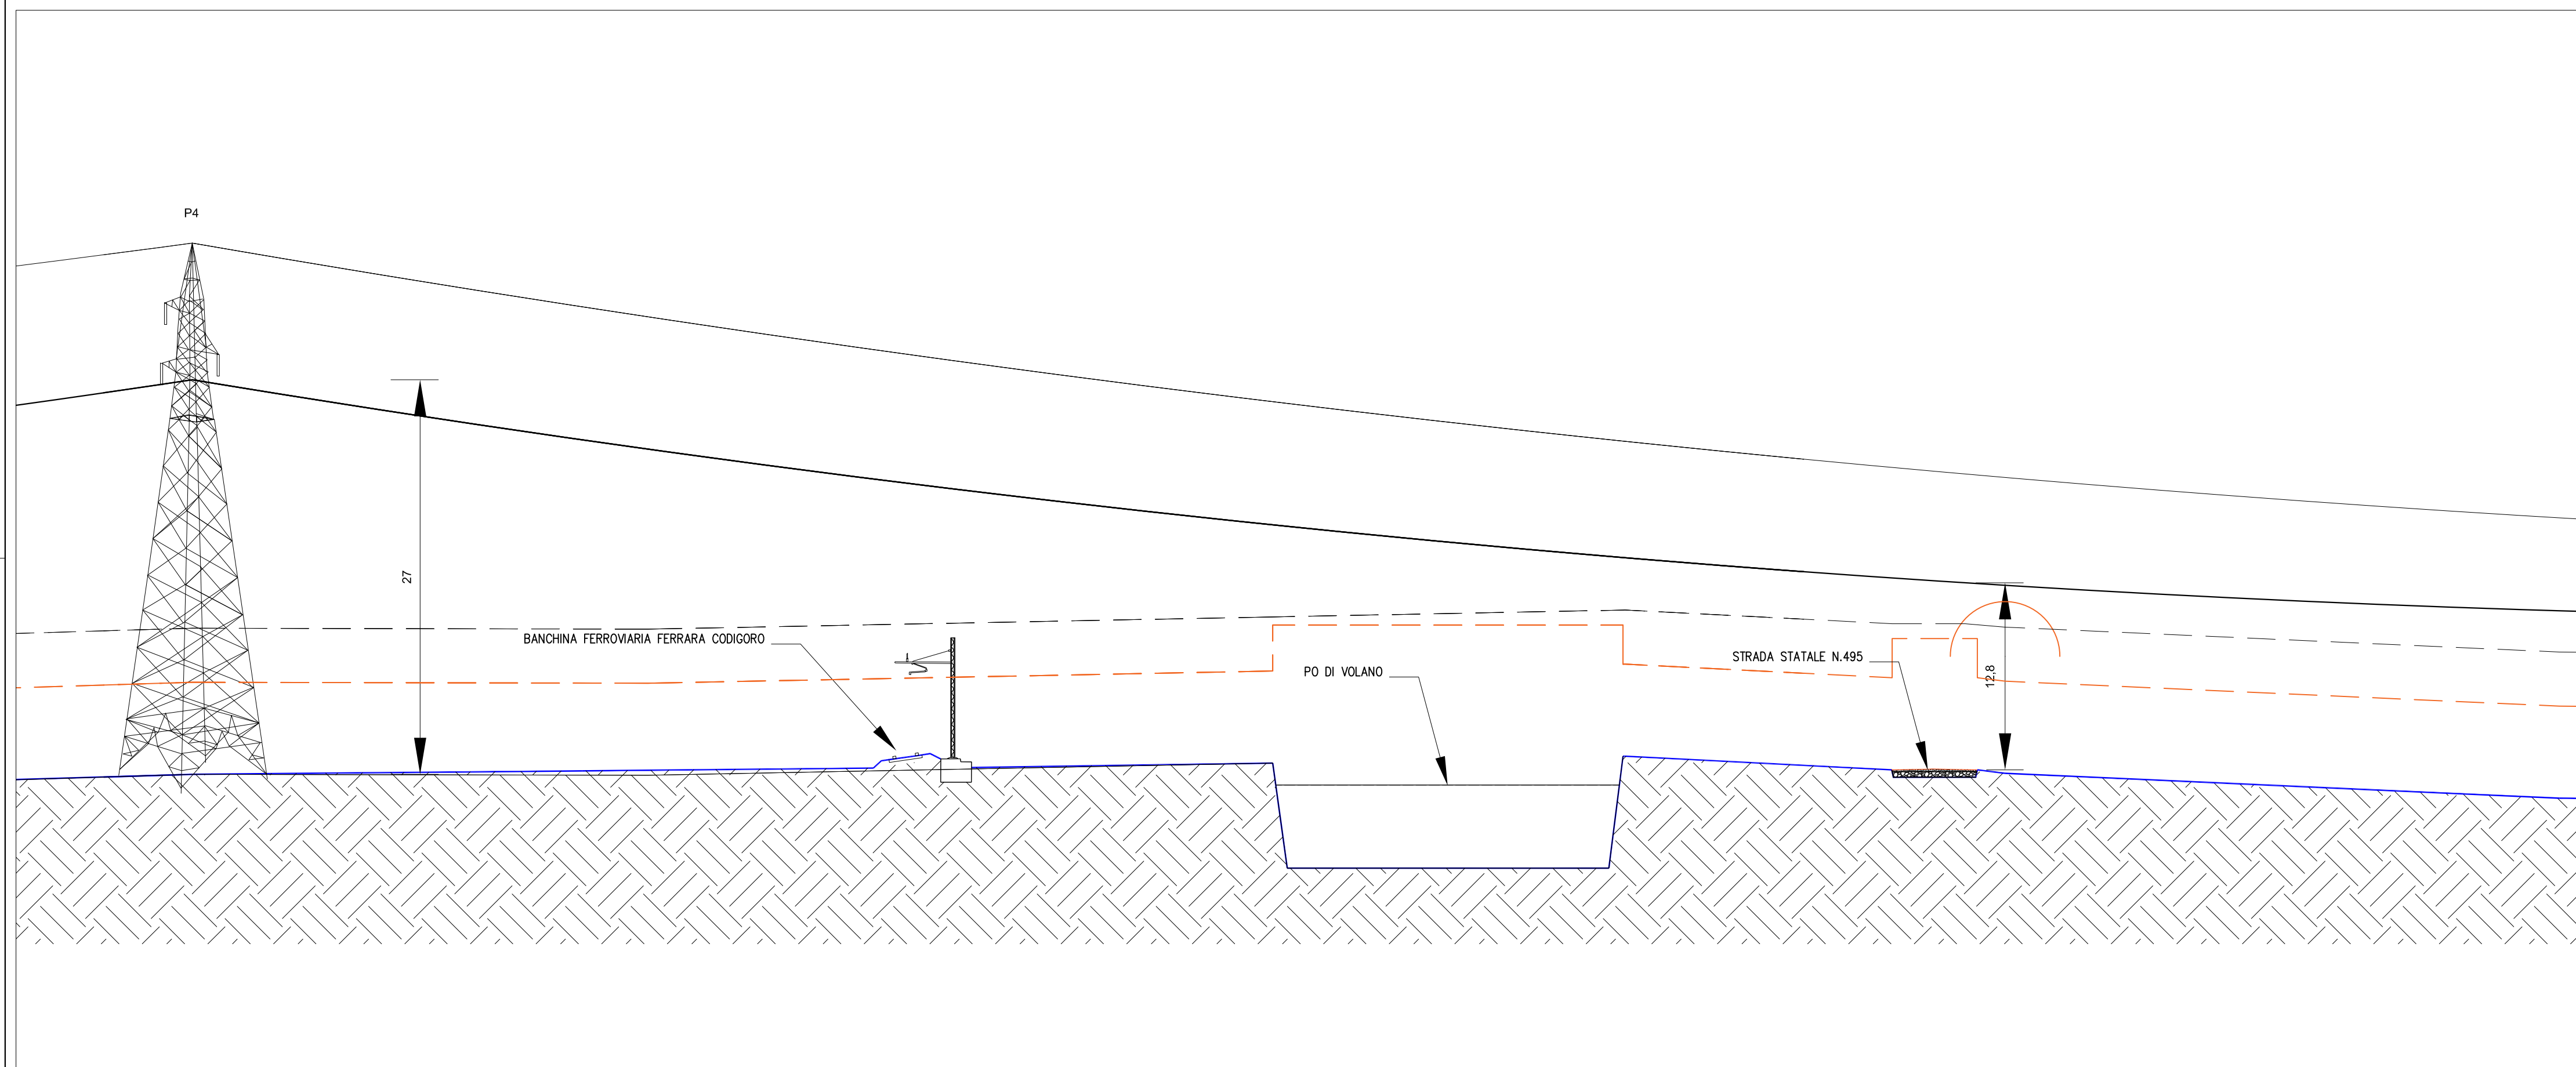 P4
27
BANCHINA FERROVIARIA FERRARA CODIGORO
PO DI VOLANO
STRADA STATALE N.495
12,8